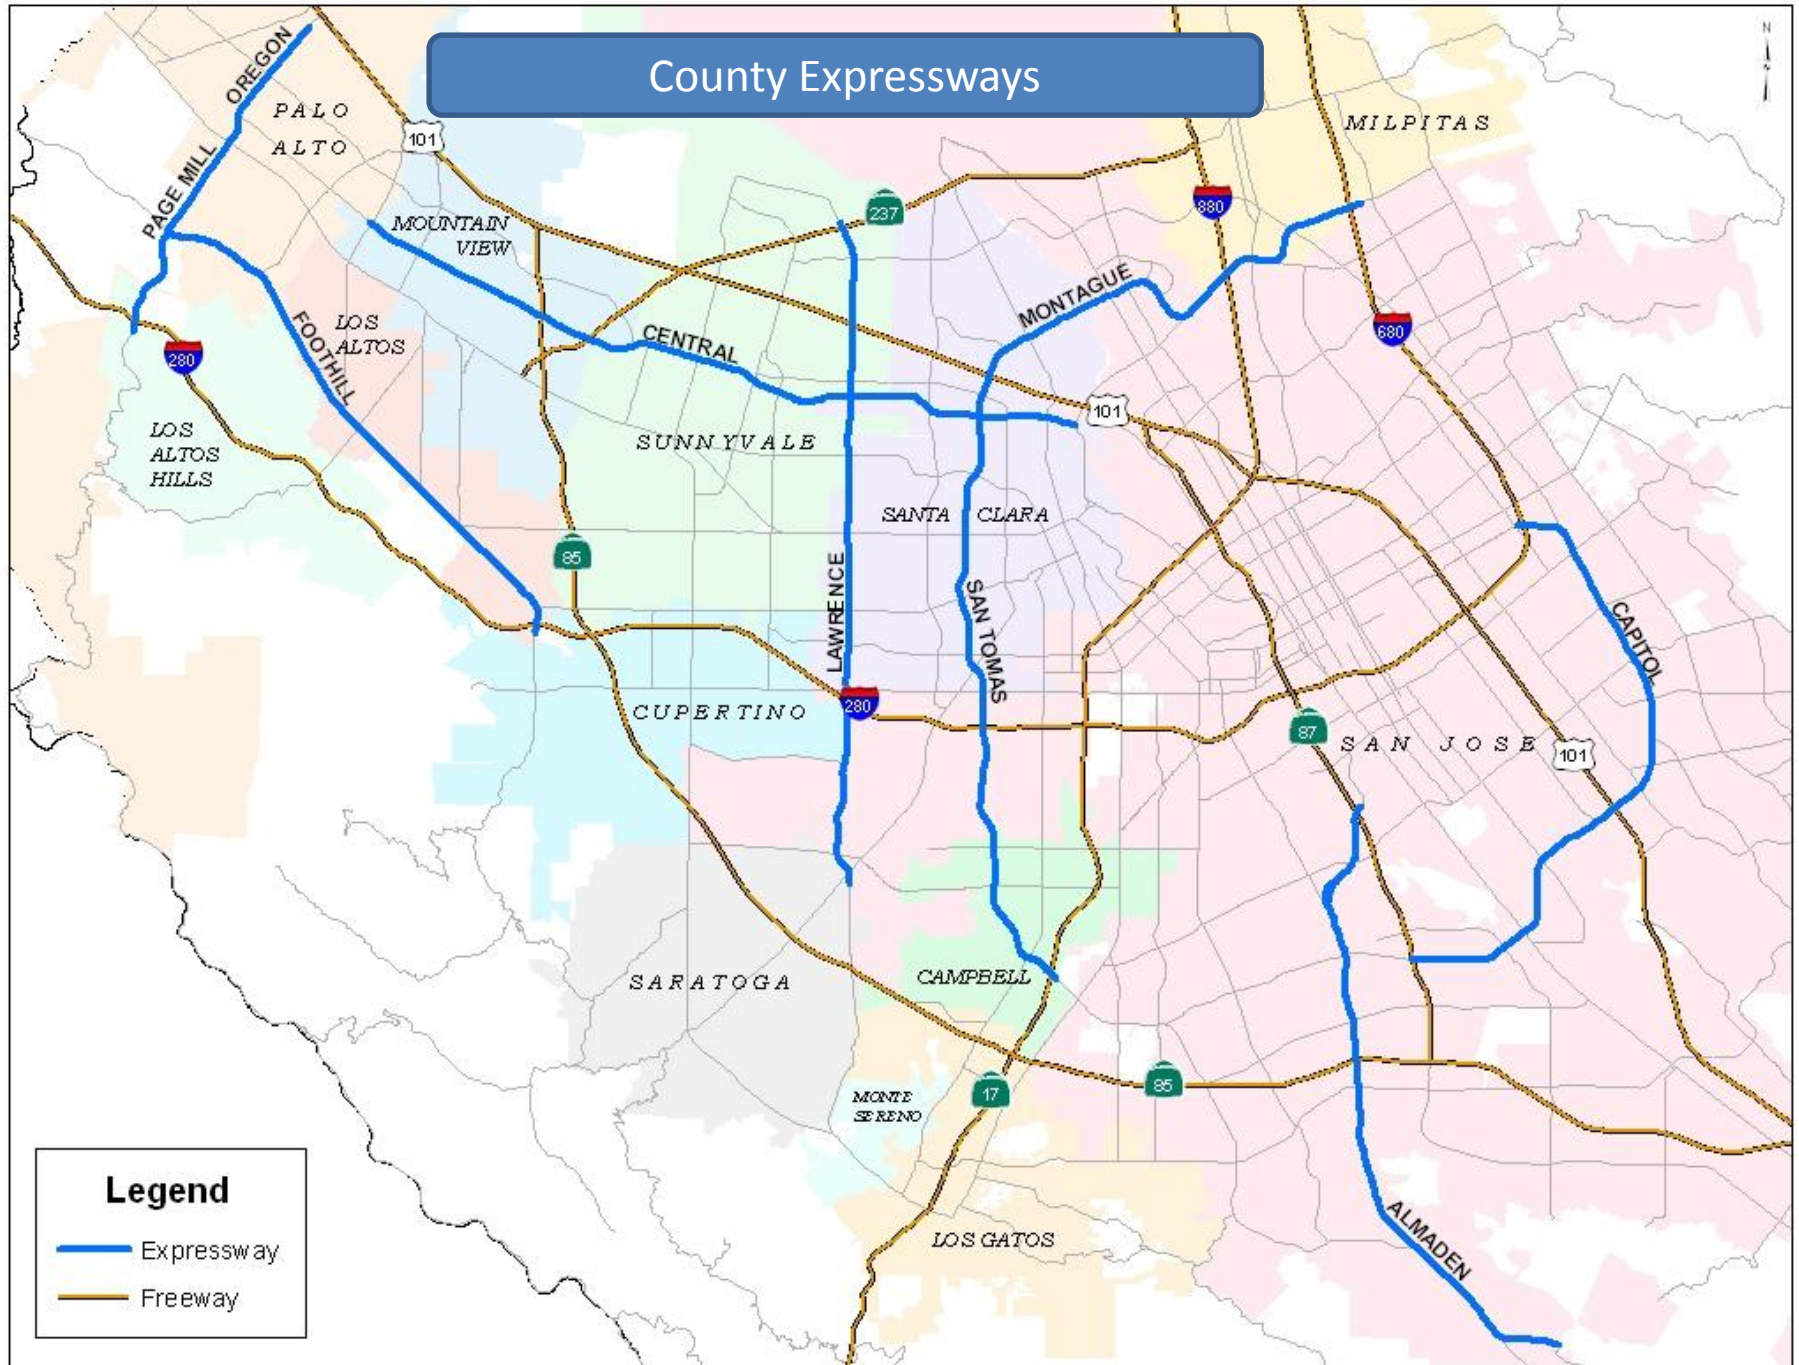 County Expressways
N
OREGON
PALO
ALTO
101
MILPITAS
PAGE MILL
MOUNTAIN
VIEW
237
880
MONTAGUE
LOS
ALTOS
FOOTHILL
280
CENTRAL
680
101
LOS
ALTOS
HILLS
SUNNYVALE
SANTA CLARA
85
LAWRENCE
SAN TOMAS
CAPITOL
280
CUPERTINO
87
SAN JOSE
101
SARATOGA
CAMPBELL
MONTE
SERENO
17
85
LOS GATOS
ALMADEN
Legend
Expressway
Freeway